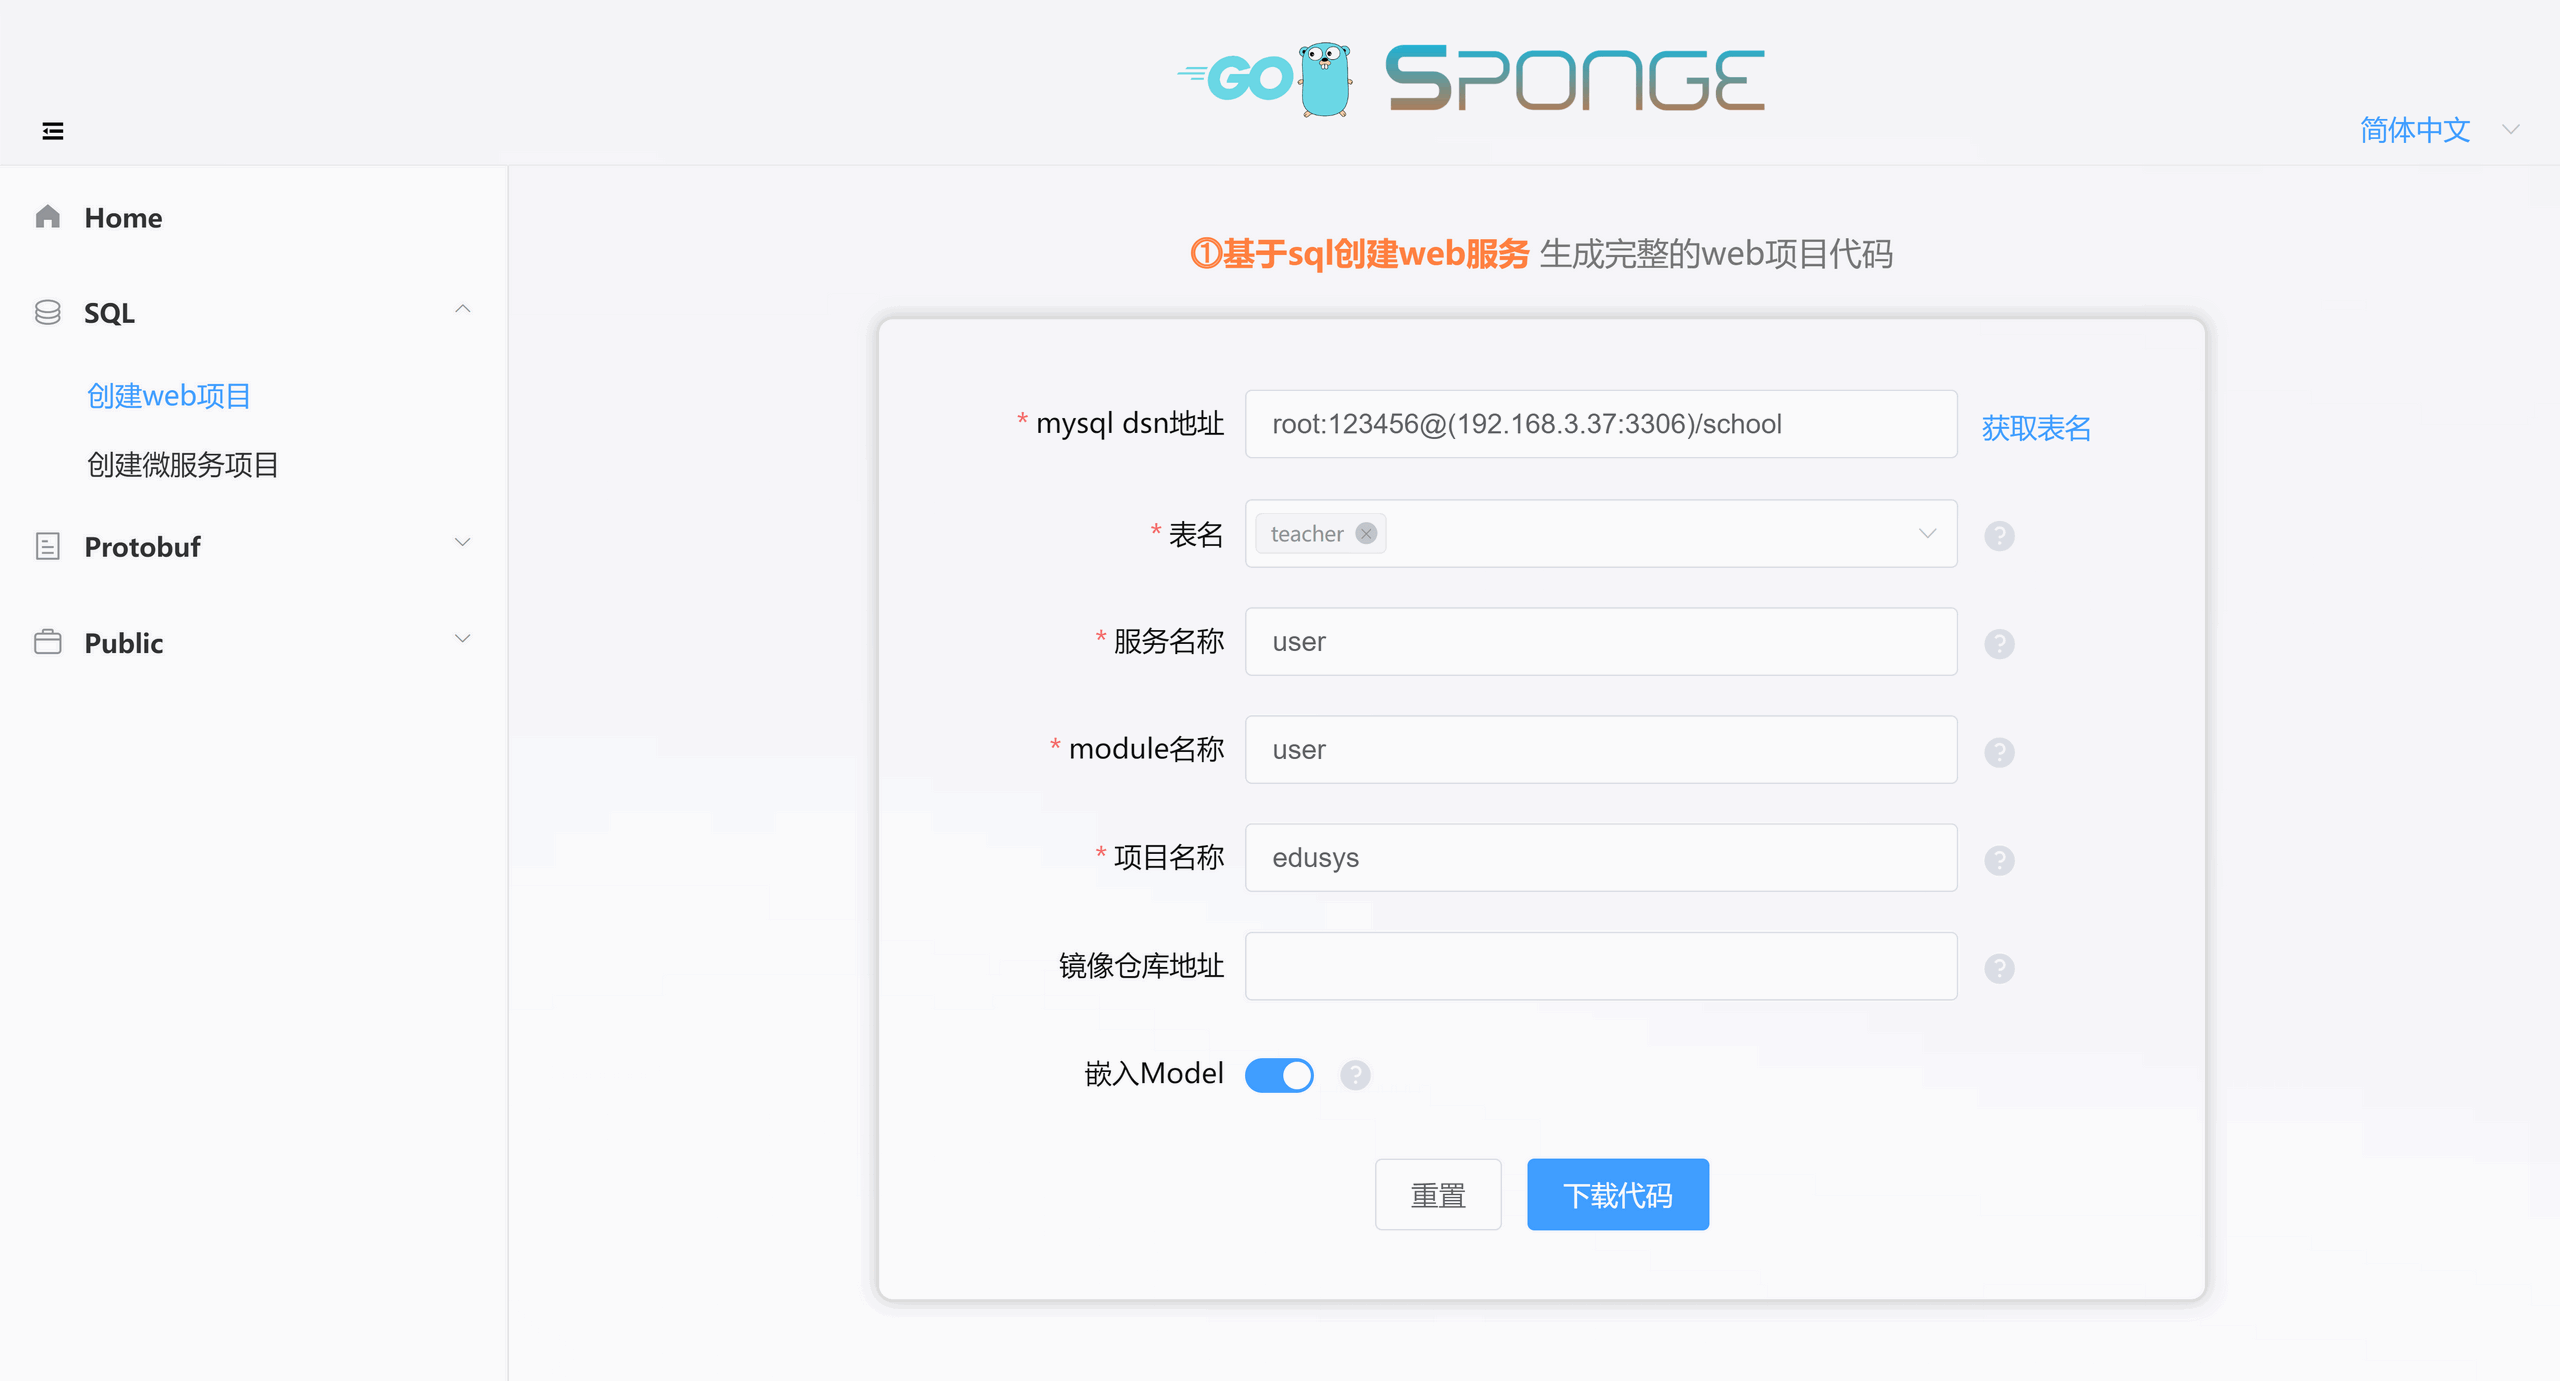 GO SPONGE
简体中文
Home
SQL
创建web项目
创建微服务项目
Protobuf
Public
①基于sql创建web服务 生成完整的web项目代码
* mysql dsn地址 root:123456@(192.168.3.37:3306)/school 获取表名
* 表名 teacher ?
* 服务名称 user ?
* module名称 user ?
* 项目名称 edusys ?
镜像仓库地址 ?
嵌入Model ?
重置 下载代码